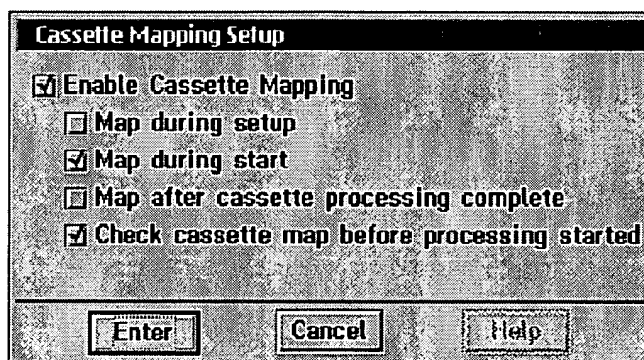 Cassette Mapping Setup
Enable Cassette Mapping
Map during setup
Map during start
Map after cassette processing complete
Check cassette map before processing started
Enter Cancel Help